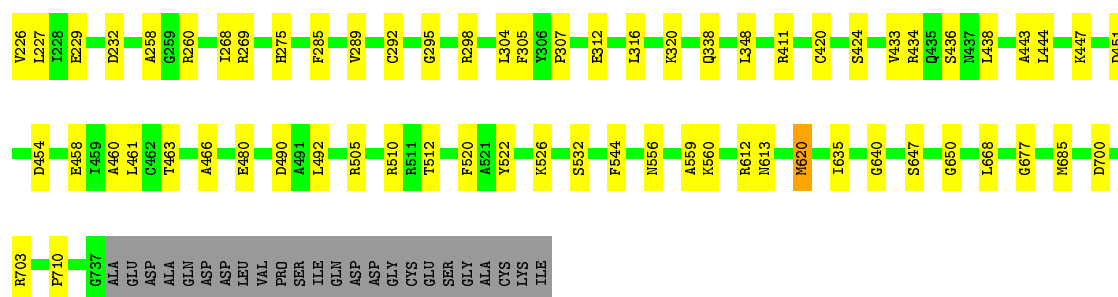 V226 L227 I228 E229 D232 A258 G259 R260 I268 R269 H275 F285 V289 C292 G295 R298 L304 F305 Y306 P307 E312 L316 K320 Q338 L348 R411 C420 S424 V433 R434 Q435 S436 N437 L438 A443 L444 K447 D451
D454 E458 I459 A460 L461 C462 T463 A466 E480 D490 A491 L492 R505 R510 R511 T512 F520 A521 Y522 K526 S532 F544 N556 A559 K560 R612 N613 M620 I635 G640 S647 G650 L668 G677 M685 D700
R703 P710 G737 ALA GLU ASP ALA GLN ASP ASP LEU VAL PRO SER ILE GLN ASP ASP GLY CYS GLU SER GLY ALA CYS LYS ILE